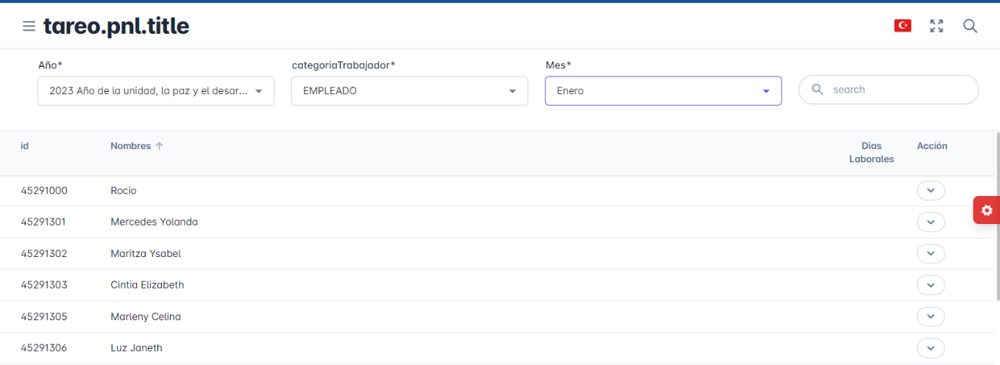 tareo.pnl.title
Año*
categoriaTrabajador*
Mes*
2023 Año de la unidad, la paz y el desar...
EMPLEADO
Enero
search
id
Nombres
Dias
Laborales
Acción
45291000 Rocio
45291301 Mercedes Yolanda
45291302 Maritza Ysabel
45291303 Cintia Elizabeth
45291305 Marleny Celina
45291306 Luz Janeth